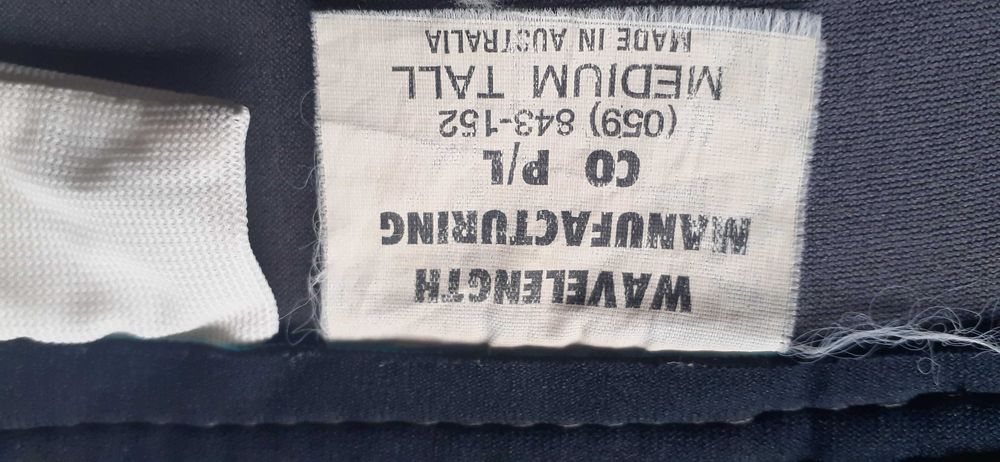 WAVELENGTH
MANUFACTURING
CO P/L
(059) 843-152
MEDIUM TALL
MADE IN AUSTRALIA